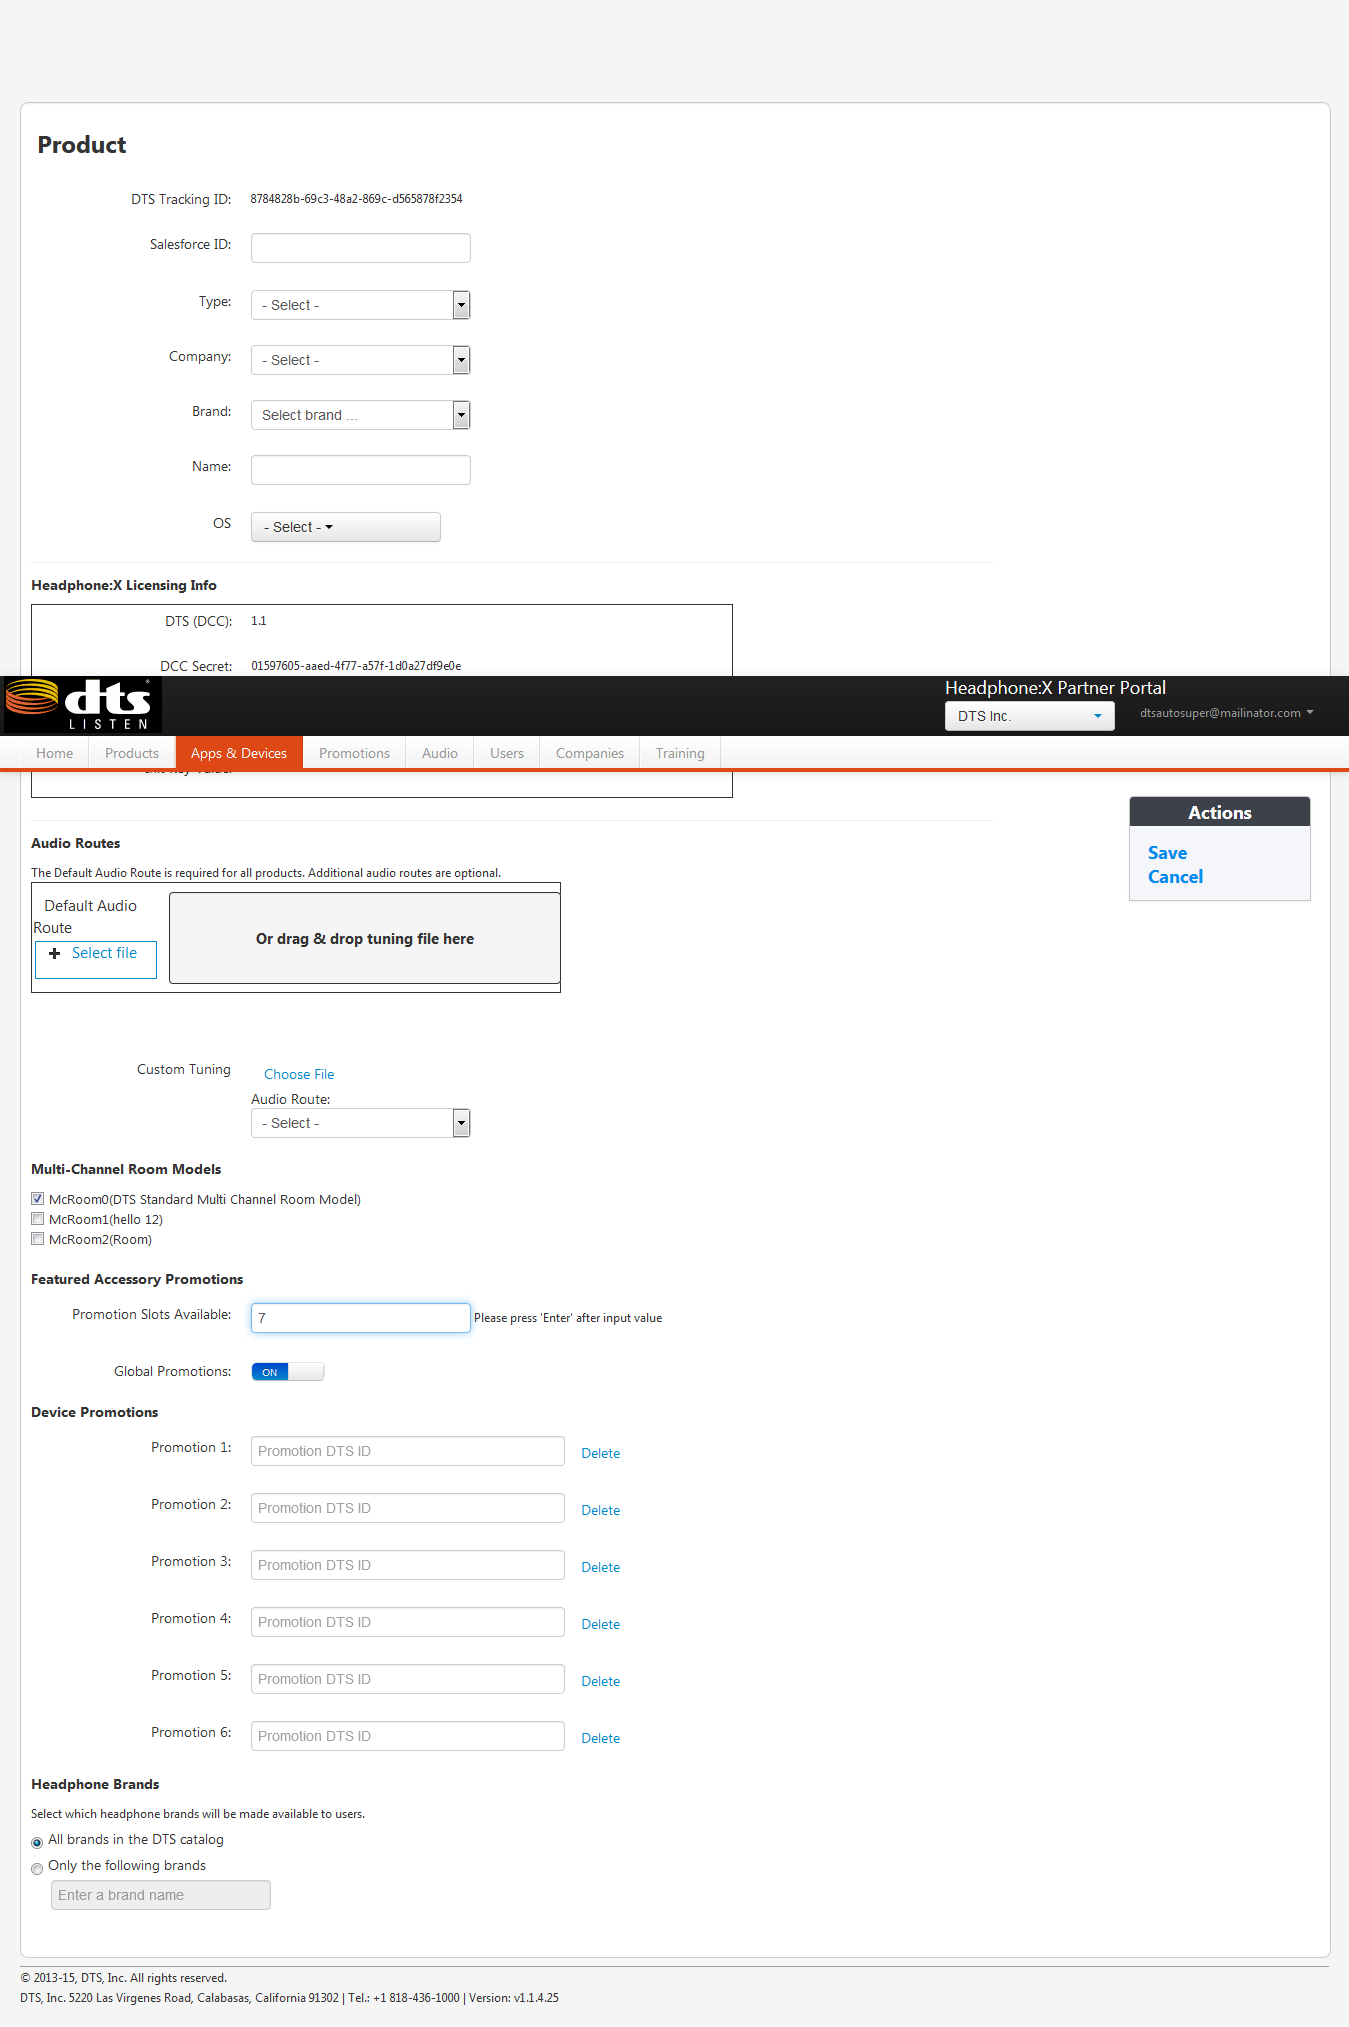 Product
DTS Tracking ID: 8784828b-69c3-48a2-869c-d565878f2354
Salesforce ID:
Type: - Select -
Company: - Select -
Brand: Select brand ...
Name:
OS - Select -
Headphone:X Licensing Info
DTS (DCC): 1.1
DCC Secret: 01597605-aaed-4f77-a57f-1d0a27df9e0e
dts
LISTEN
Headphone:X Partner Portal
DTS Inc. dtsautosuper@mailinator.com
Home Products Apps & Devices Promotions Audio Users Companies Training
Actions
Save
Cancel
Audio Routes
The Default Audio Route is required for all products. Additional audio routes are optional.
Default Audio
Route
Select file
Or drag & drop tuning file here
Custom Tuning Choose File
Audio Route:
- Select -
Multi-Channel Room Models
McRoom0(DTS Standard Multi Channel Room Model)
McRoom1(hello 12)
McRoom2(Room)
Featured Accessory Promotions
Promotion Slots Available: 7 Please press 'Enter' after input value
Global Promotions: ON
Device Promotions
Promotion 1: Promotion DTS ID Delete
Promotion 2: Promotion DTS ID Delete
Promotion 3: Promotion DTS ID Delete
Promotion 4: Promotion DTS ID Delete
Promotion 5: Promotion DTS ID Delete
Promotion 6: Promotion DTS ID Delete
Headphone Brands
Select which headphone brands will be made available to users.
All brands in the DTS catalog
Only the following brands
Enter a brand name
© 2013-15, DTS, Inc. All rights reserved.
DTS, Inc. 5220 Las Virgenes Road, Calabasas, California 91302 | Tel.: +1 818-436-1000 | Version: v1.1.4.25